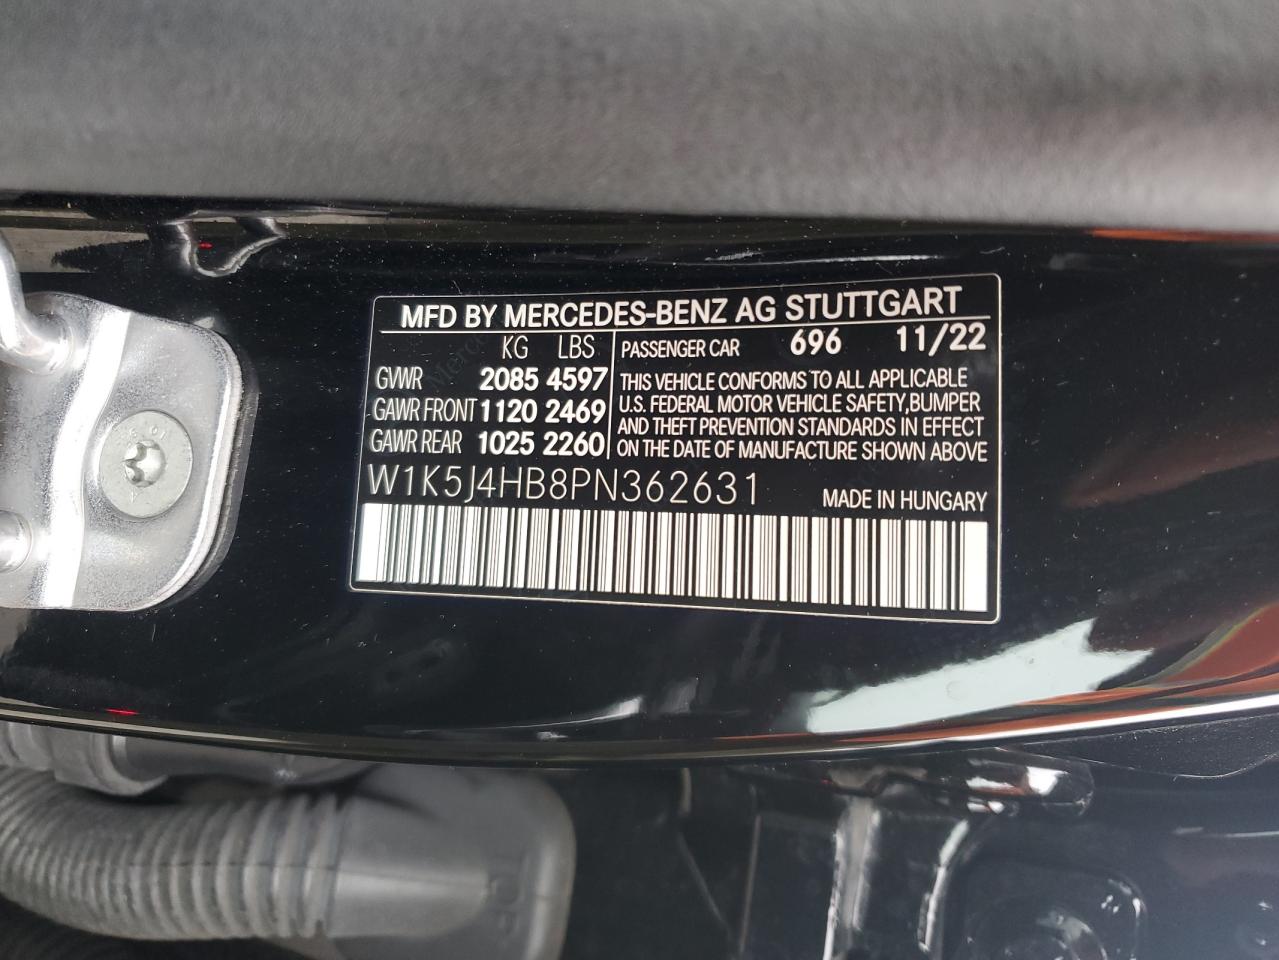 MFD BY MERCEDES-BENZ AG STUTTGART
KG LBS
GVWR 2085 4597
GAWR FRONT 1120 2469
GAWR REAR 1025 2260
PASSENGER CAR 696 11/22
THIS VEHICLE CONFORMS TO ALL APPLICABLE
U.S. FEDERAL MOTOR VEHICLE SAFETY,BUMPER
AND THEFT PREVENTION STANDARDS IN EFFECT
ON THE DATE OF MANUFACTURE SHOWN ABOVE
W1K5J4HB8PN362631
MADE IN HUNGARY